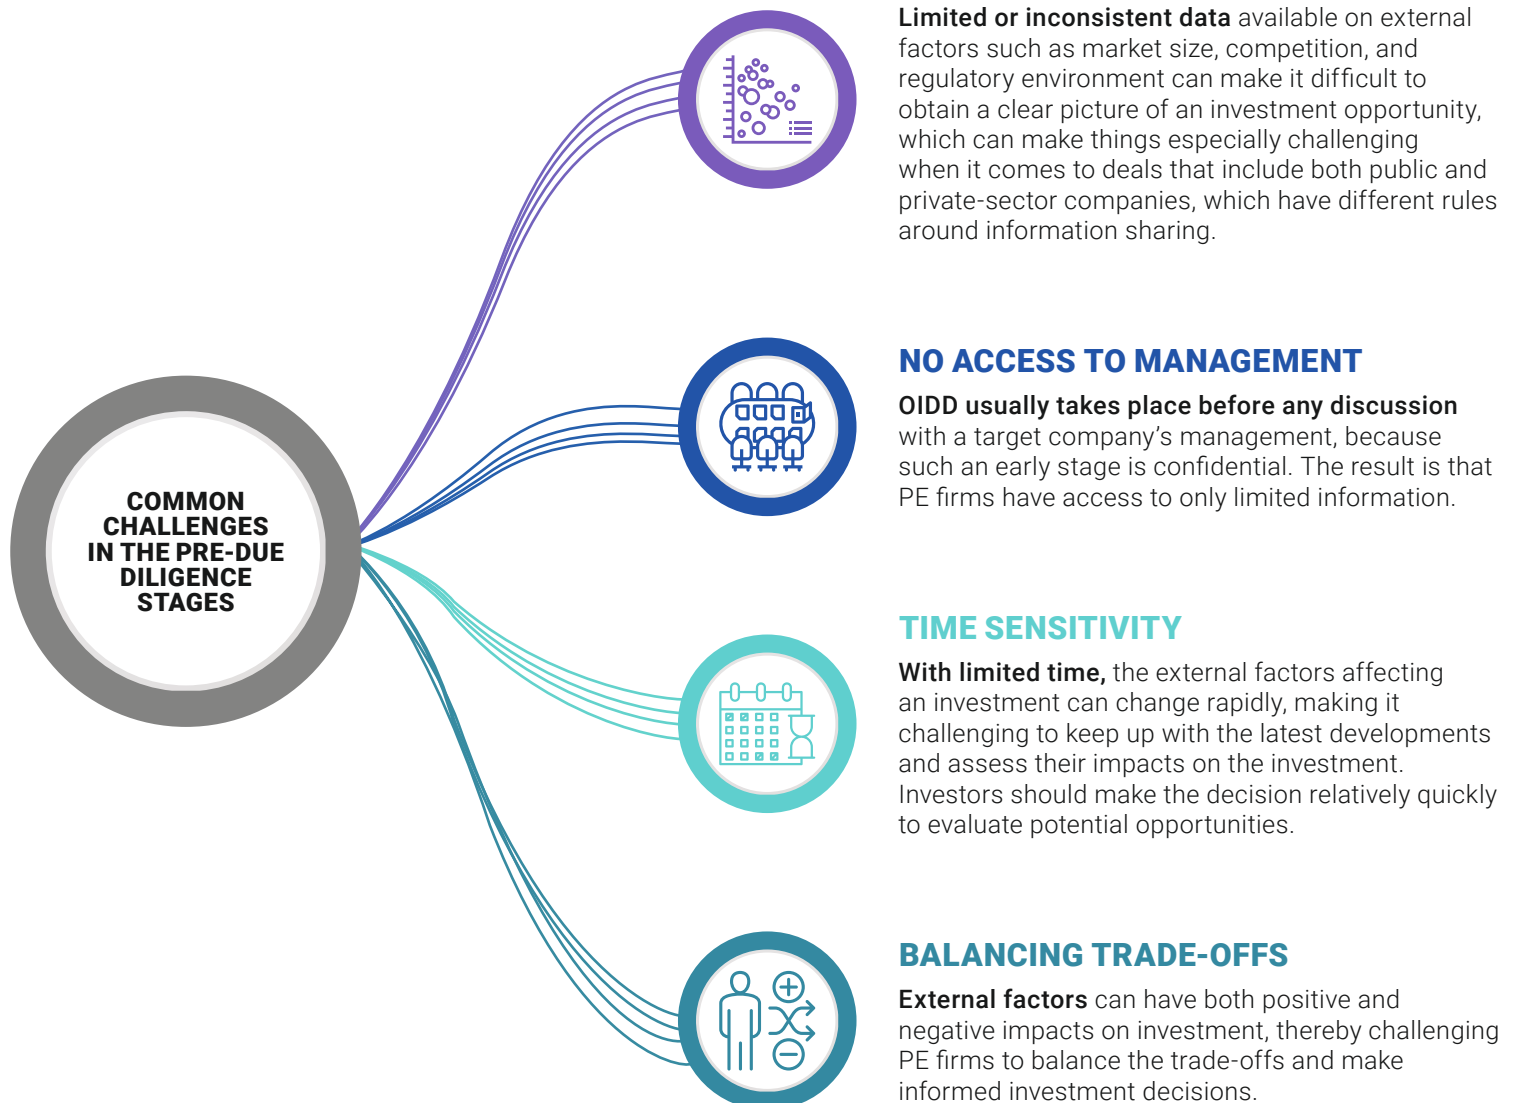 COMMON
CHALLENGES
IN THE PRE-DUE
DILIGENCE
STAGES
Limited or inconsistent data available on external
factors such as market size, competition, and
regulatory environment can make it difficult to
obtain a clear picture of an investment opportunity,
which can make things especially challenging
when it comes to deals that include both public and
private-sector companies, which have different rules
around information sharing.
NO ACCESS TO MANAGEMENT
OIDD usually takes place before any discussion
with a target company’s management, because
such an early stage is confidential. The result is that
PE firms have access to only limited information.
TIME SENSITIVITY
With limited time, the external factors affecting
an investment can change rapidly, making it
challenging to keep up with the latest developments
and assess their impacts on the investment.
Investors should make the decision relatively quickly
to evaluate potential opportunities.
BALANCING TRADE-OFFS
External factors can have both positive and
negative impacts on investment, thereby challenging
PE firms to balance the trade-offs and make
informed investment decisions.